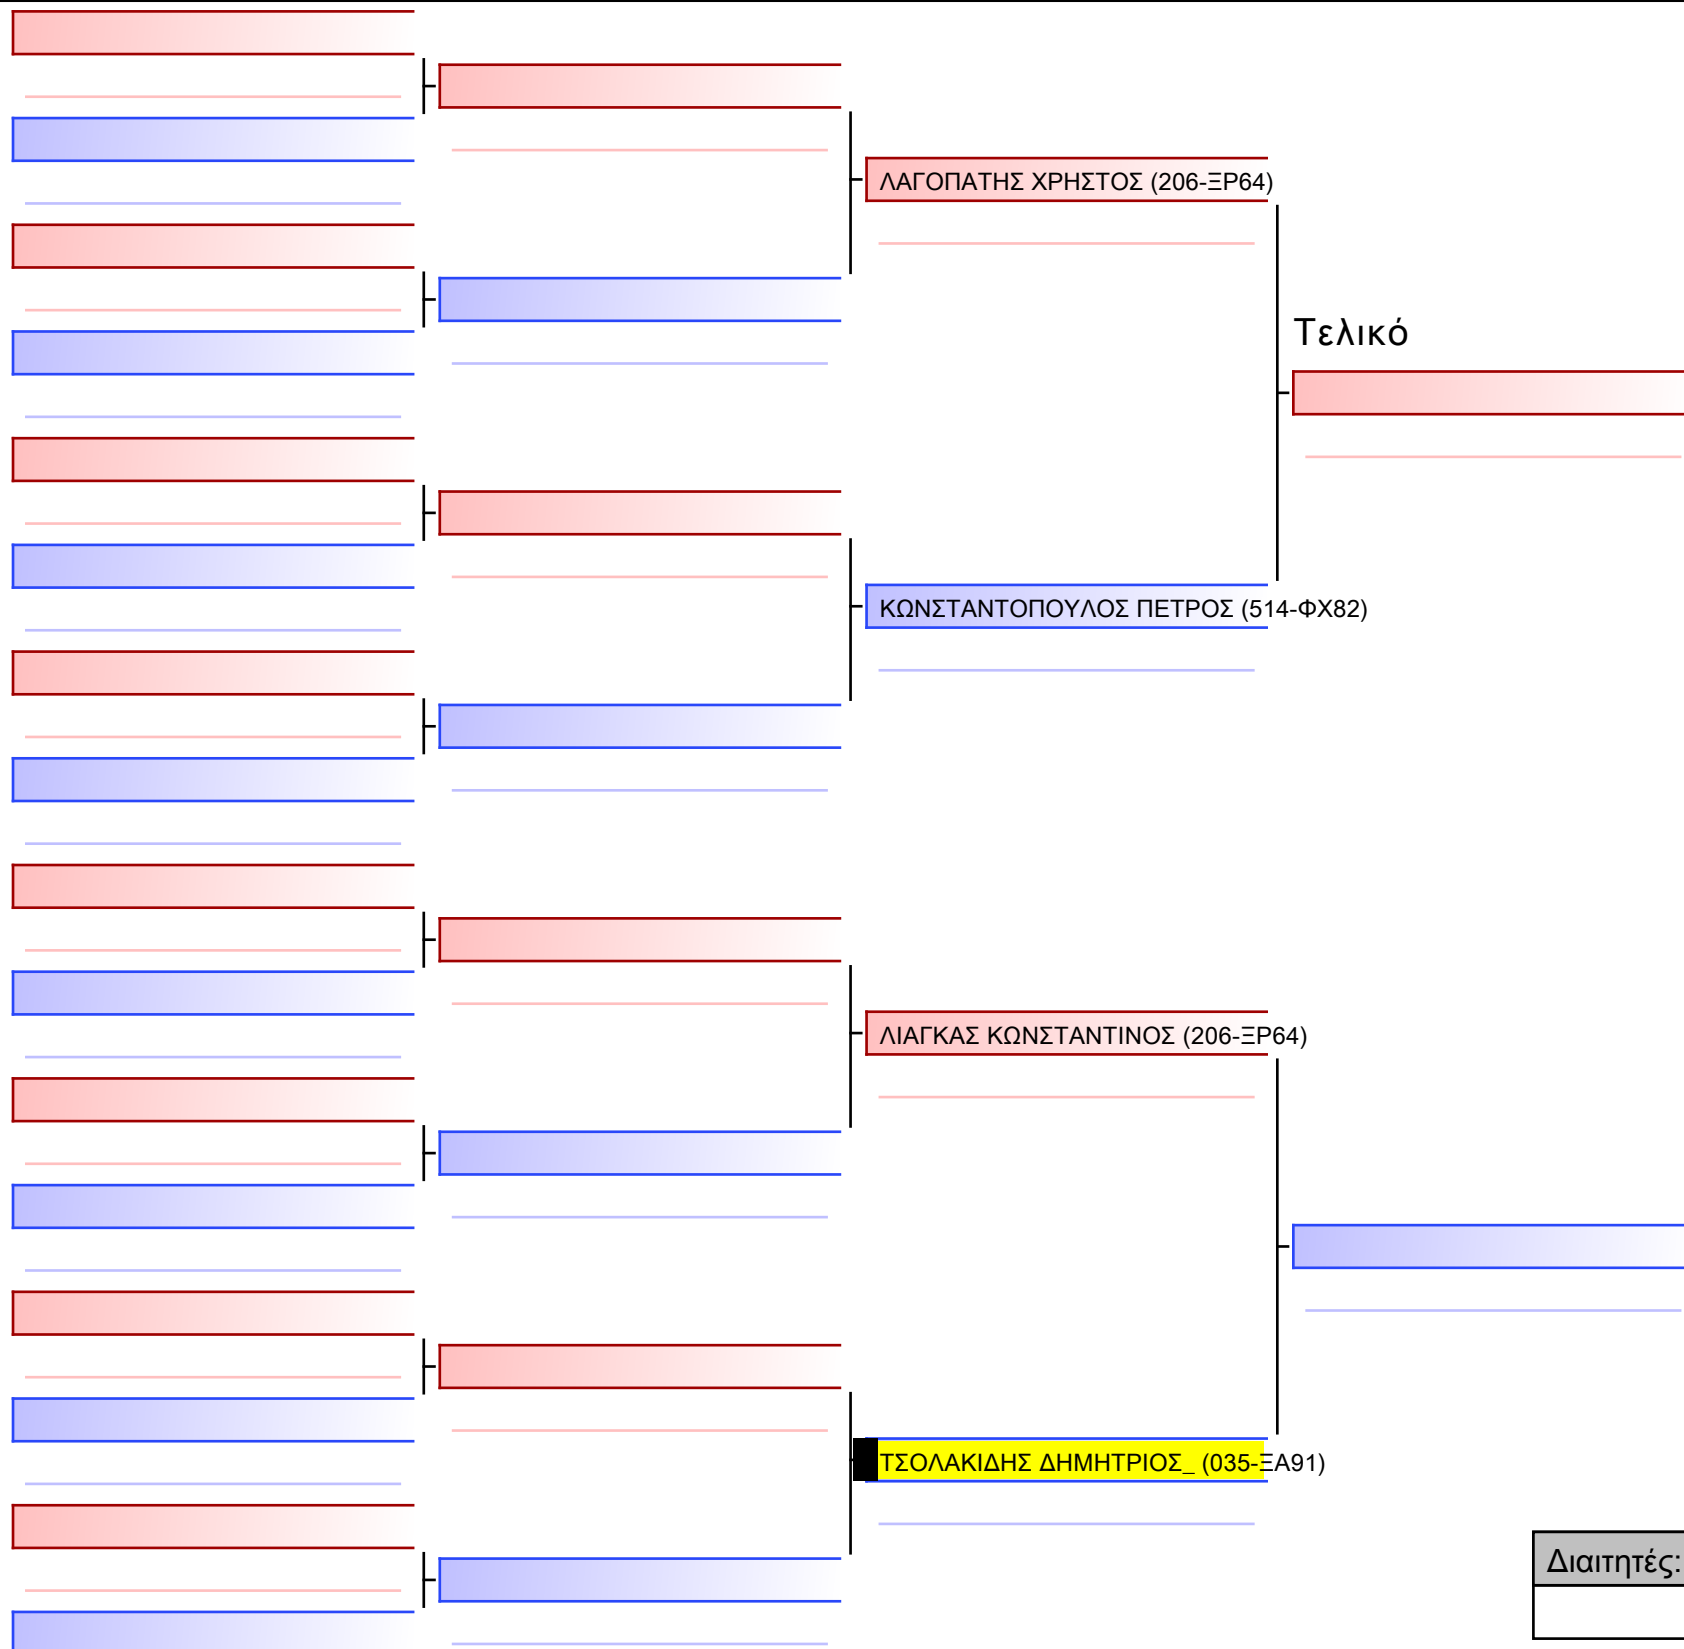 ΛΑΓΟΠΑΤΗΣ ΧΡΗΣΤΟΣ (206-ΞΡ64)
Τελικό
ΚΩΝΣΤΑΝΤΟΠΟΥΛΟΣ ΠΕΤΡΟΣ (514-ΦΧ82)
ΛΙΑΓΚΑΣ ΚΩΝΣΤΑΝΤΙΝΟΣ (206-ΞΡ64)
ΤΣΟΛΑΚΙΔΗΣ ΔΗΜΗΤΡΙΟΣ_ (035-ΞΑ91)
Διαιτητές: